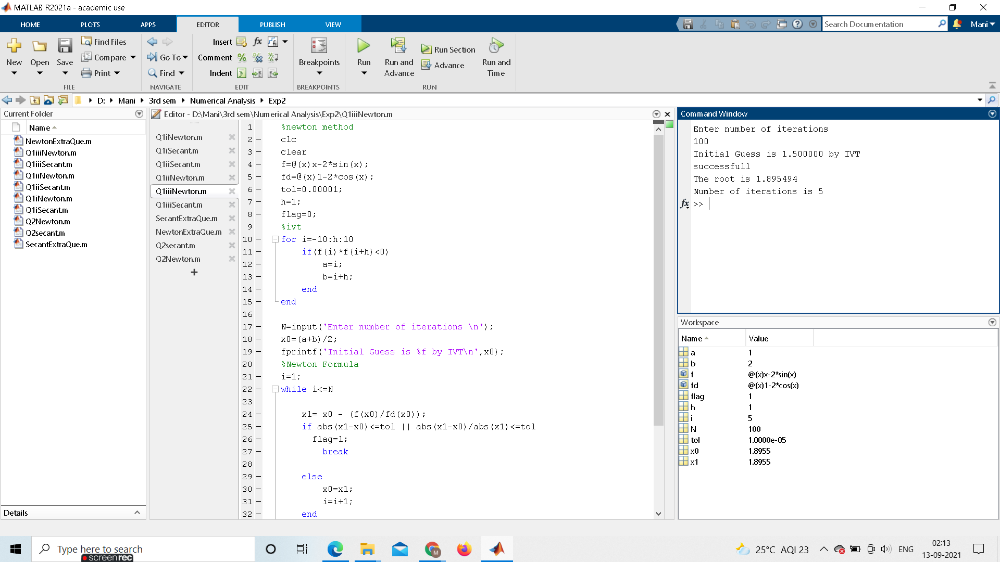 MATLAB R2021a - academic use
HOME PLOTS APPS EDITOR PUBLISH VIEW
Search Documentation
Mani
New Open Save
Find Files
Compare
Print
FILE
Go To
Find
NAVIGATE
Insert
Comment
Indent
EDIT
Breakpoints
BREAKPOINTS
Run
Run and Advance
Run Section
Advance
Run and Time
RUN
D: Mani 3rd sem Numerical Analysis Exp2
Current Folder
Name
NewtonExtraQue.m
Q1iiiNewton.m
Q1iiiSecant.m
Q1iiNewton.m
Q1iiSecant.m
Q1iNewton.m
Q1iSecant.m
Q2Newton.m
Q2secant.m
SecantExtraQue.m
Details
Editor - D:\Mani\3rd sem\Numerical Analysis\Exp2\Q1iiiNewton.m
Q1iNewton.m
Q1iSecant.m
Q1iiSecant.m
Q1iiNewton.m
Q1iiiNewton.m
Q1iiiSecant.m
SecantExtraQue.m
NewtonExtraQue.m
Q2secant.m
Q2Newton.m
1 %newton method
2 – clc
3 – clear
4 – f=@(x)x-2*sin(x);
5 – fd=@(x)1-2*cos(x);
6 – tol=0.00001;
7 – h=1;
8 – flag=0;
9 %ivt
10 – for i=-10:h:10
11 – if(f(i)*f(i+h)<0)
12 – a=i;
13 – b=i+h;
14 – end
15 – end
16
17 – N=input('Enter number of iterations \n');
18 – x0=(a+b)/2;
19 – fprintf('Initial Guess is %f by IVT\n',x0);
20 %Newton Formula
21 – i=1;
22 – while i<=N
23
24 – x1= x0 - (f(x0)/fd(x0));
25 – if abs(x1-x0)<=tol || abs(x1-x0)/abs(x1)<=tol
26 – flag=1;
27 – break
28
29 – else
30 – x0=x1;
31 – i=i+1;
32 – end
Command Window
Enter number of iterations
100
Initial Guess is 1.500000 by IVT
successfull
The root is 1.895494
Number of iterations is 5
fx >>
Workspace
Name Value
a 1
b 2
f @(x)x-2*sin(x)
fd @(x)1-2*cos(x)
flag 1
h 1
i 5
N 100
tol 1.0000e-05
x0 1.8955
x1 1.8955
Type here to search
screenrec
M
25°C AQI 23
ENG
02:13
13-09-2021